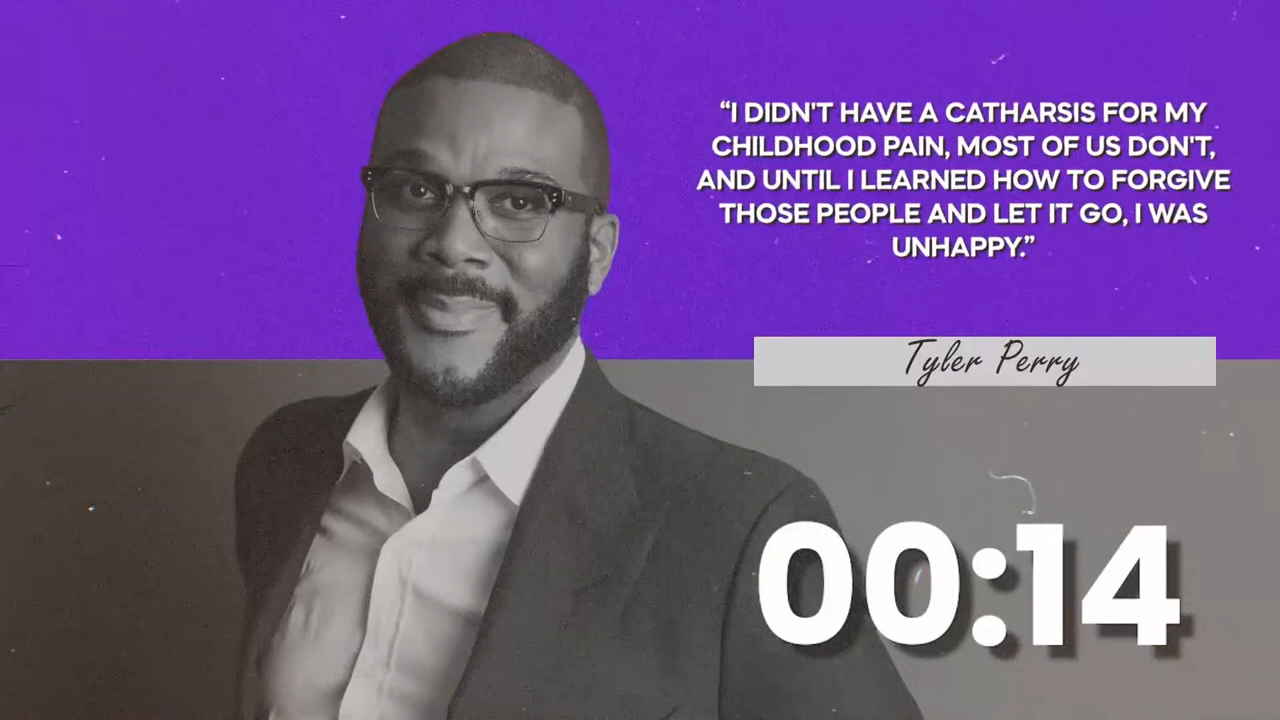 “I DIDN'T HAVE A CATHARSIS FOR MY
CHILDHOOD PAIN, MOST OF US DON'T,
AND UNTIL I LEARNED HOW TO FORGIVE
THOSE PEOPLE AND LET IT GO, I WAS
UNHAPPY.”
Tyler Perry
00:14